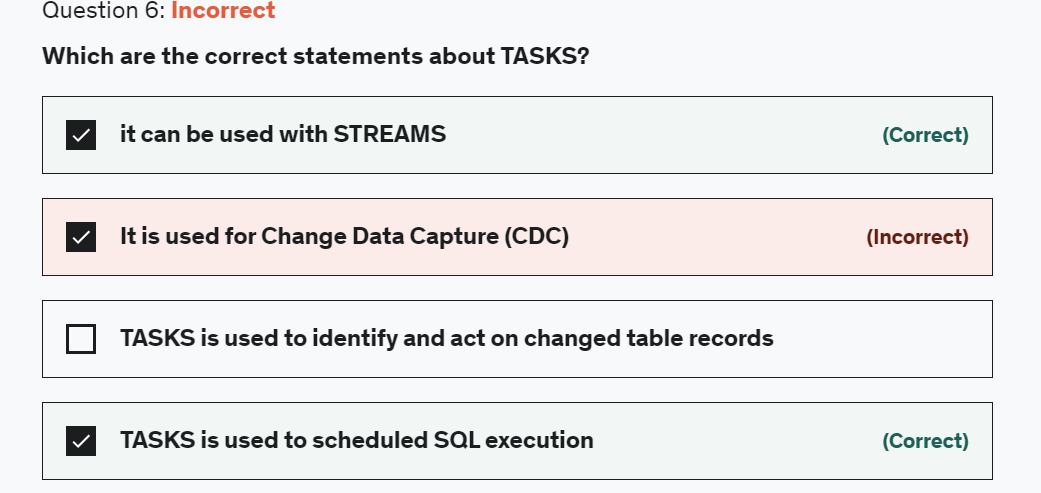 Question 6: Incorrect
Which are the correct statements about TASKS?
it can be used with STREAMS (Correct)
It is used for Change Data Capture (CDC) (Incorrect)
TASKS is used to identify and act on changed table records
TASKS is used to scheduled SQL execution (Correct)